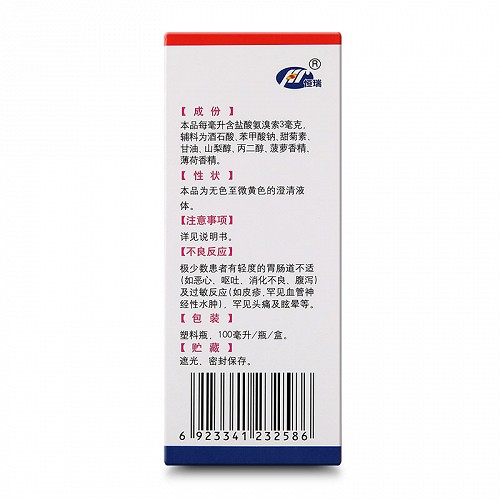 ®
恒瑞
【成份】
本品每毫升含盐酸氨溴索3毫克，
辅料为酒石酸、苯甲酸钠、甜菊素、
甘油、山梨醇、丙二醇、菠萝香精、
薄荷香精。
【性状】
本品为无色至微黄色的澄清液
体。
【注意事项】
详见说明书。
【不良反应】
极少数患者有轻度的胃肠道不适
(如恶心、呕吐、消化不良、腹泻)
及过敏反应(如皮疹、罕见血管神
经性水肿)，罕见头痛及眩晕等。
【包装】
塑料瓶，100毫升/瓶/盒。
【贮藏】
遮光、密封保存。
6 923341 232586